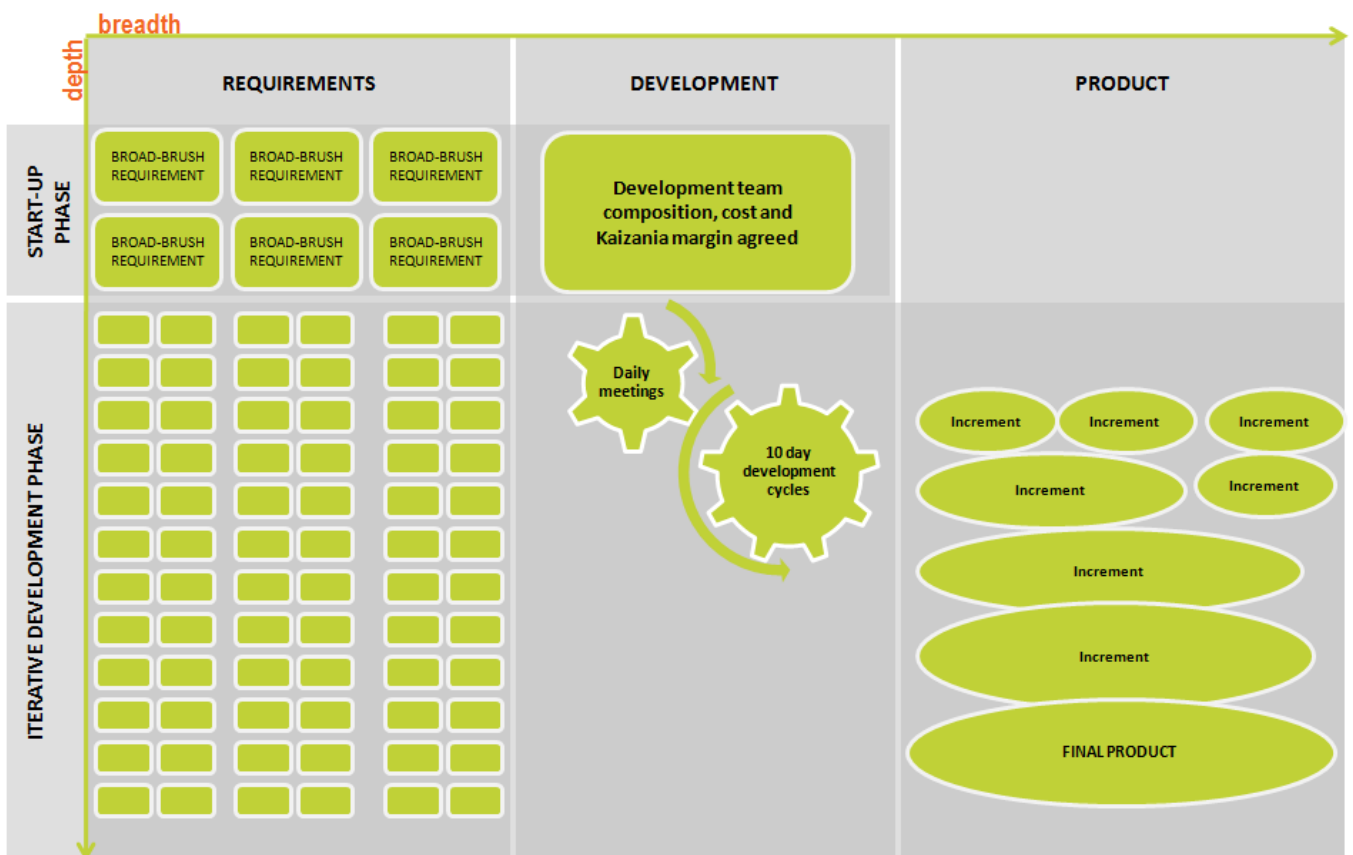 breadth
depth
REQUIREMENTS
DEVELOPMENT
PRODUCT
START-UP
PHASE
BROAD-BRUSH
REQUIREMENT
BROAD-BRUSH
REQUIREMENT
BROAD-BRUSH
REQUIREMENT
BROAD-BRUSH
REQUIREMENT
BROAD-BRUSH
REQUIREMENT
BROAD-BRUSH
REQUIREMENT
Development team
composition, cost and
Kaizania margin agreed
ITERATIVE DEVELOPMENT PHASE
Daily
meetings
10 day
development
cycles
Increment
Increment
Increment
Increment
Increment
Increment
Increment
FINAL PRODUCT